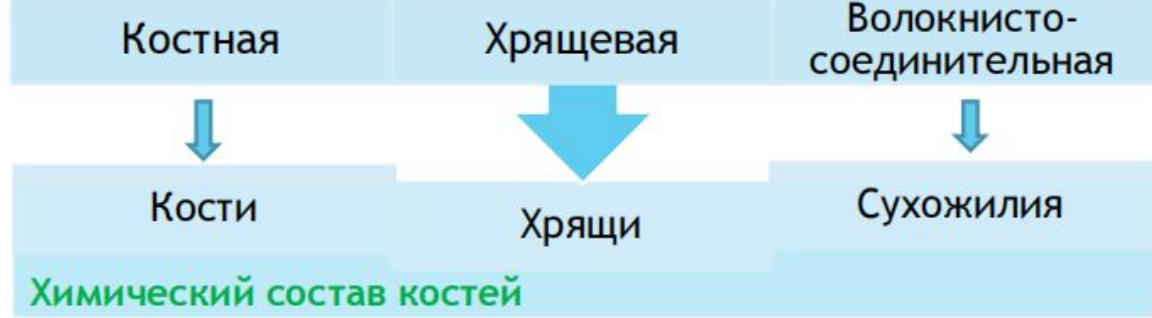 Костная
Хрящевая
Волокнисто-
соединительная
Кости
Хрящи
Сухожилия
Химический состав костей